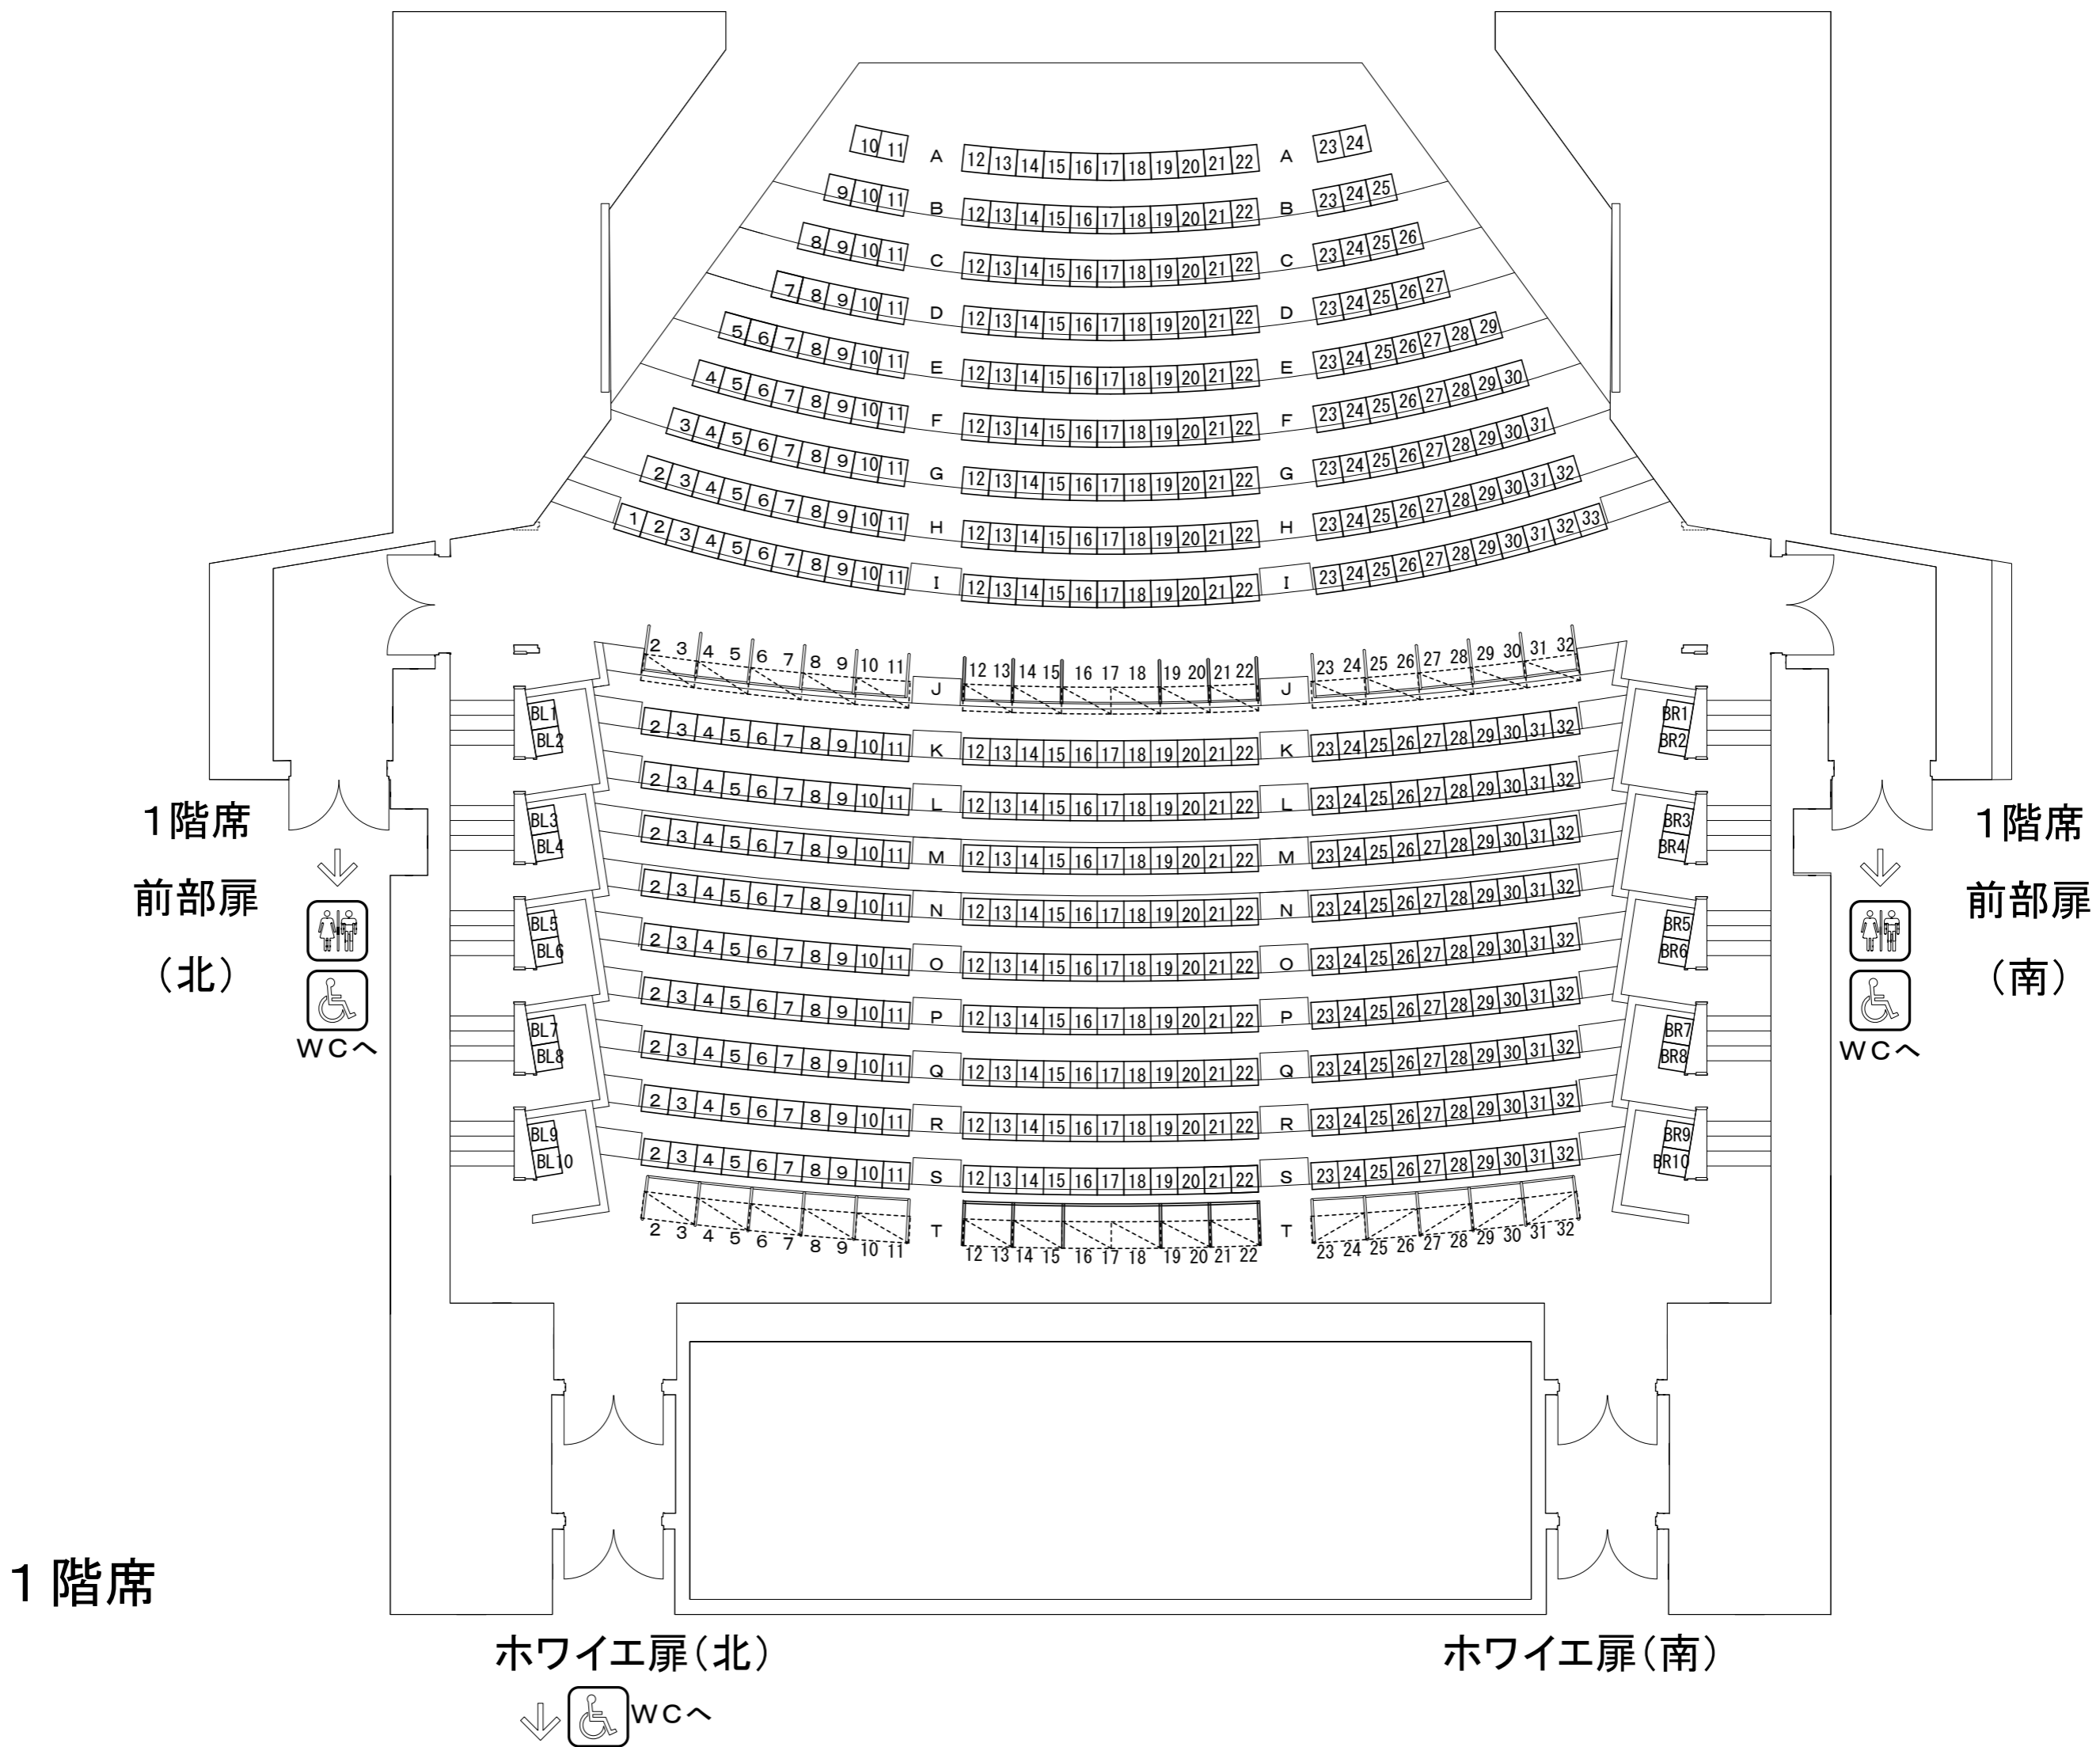 10 11 A 12 13 14 15 16 17 18 19 20 21 22 A 23 24
9 10 11 B 12 13 14 15 16 17 18 19 20 21 22 B 23 24 25
8 9 10 11 C 12 13 14 15 16 17 18 19 20 21 22 C 23 24 25 26
7 8 9 10 11 D 12 13 14 15 16 17 18 19 20 21 22 D 23 24 25 26 27
5 6 7 8 9 10 11 E 12 13 14 15 16 17 18 19 20 21 22 E 23 24 25 26 27 28 29
4 5 6 7 8 9 10 11 F 12 13 14 15 16 17 18 19 20 21 22 F 23 24 25 26 27 28 29 30
3 4 5 6 7 8 9 10 11 G 12 13 14 15 16 17 18 19 20 21 22 G 23 24 25 26 27 28 29 30 31
2 3 4 5 6 7 8 9 10 11 H 12 13 14 15 16 17 18 19 20 21 22 H 23 24 25 26 27 28 29 30 31 32
1 2 3 4 5 6 7 8 9 10 11 I 12 13 14 15 16 17 18 19 20 21 22 I 23 24 25 26 27 28 29 30 31 32 33
2 3 4 5 6 7 8 9 10 11 J 12 13 14 15 16 17 18 19 20 21 22 J 23 24 25 26 27 28 29 30 31 32
2 3 4 5 6 7 8 9 10 11 K 12 13 14 15 16 17 18 19 20 21 22 K 23 24 25 26 27 28 29 30 31 32
2 3 4 5 6 7 8 9 10 11 L 12 13 14 15 16 17 18 19 20 21 22 L 23 24 25 26 27 28 29 30 31 32
2 3 4 5 6 7 8 9 10 11 M 12 13 14 15 16 17 18 19 20 21 22 M 23 24 25 26 27 28 29 30 31 32
2 3 4 5 6 7 8 9 10 11 N 12 13 14 15 16 17 18 19 20 21 22 N 23 24 25 26 27 28 29 30 31 32
2 3 4 5 6 7 8 9 10 11 O 12 13 14 15 16 17 18 19 20 21 22 O 23 24 25 26 27 28 29 30 31 32
2 3 4 5 6 7 8 9 10 11 P 12 13 14 15 16 17 18 19 20 21 22 P 23 24 25 26 27 28 29 30 31 32
2 3 4 5 6 7 8 9 10 11 Q 12 13 14 15 16 17 18 19 20 21 22 Q 23 24 25 26 27 28 29 30 31 32
2 3 4 5 6 7 8 9 10 11 R 12 13 14 15 16 17 18 19 20 21 22 R 23 24 25 26 27 28 29 30 31 32
2 3 4 5 6 7 8 9 10 11 S 12 13 14 15 16 17 18 19 20 21 22 S 23 24 25 26 27 28 29 30 31 32
2 3 4 5 6 7 8 9 10 11 T 12 13 14 15 16 17 18 19 20 21 22 T 23 24 25 26 27 28 29 30 31 32
BL1
BL2
BL3
BL4
BL5
BL6
BL7
BL8
BL9
BL10
BR1
BR2
BR3
BR4
BR5
BR6
BR7
BR8
BR9
BR10
1階席
前部扉
(北)
WCへ
1階席
前部扉
(南)
WCへ
1階席
ホワイエ扉(北)
WCへ
ホワイエ扉(南)